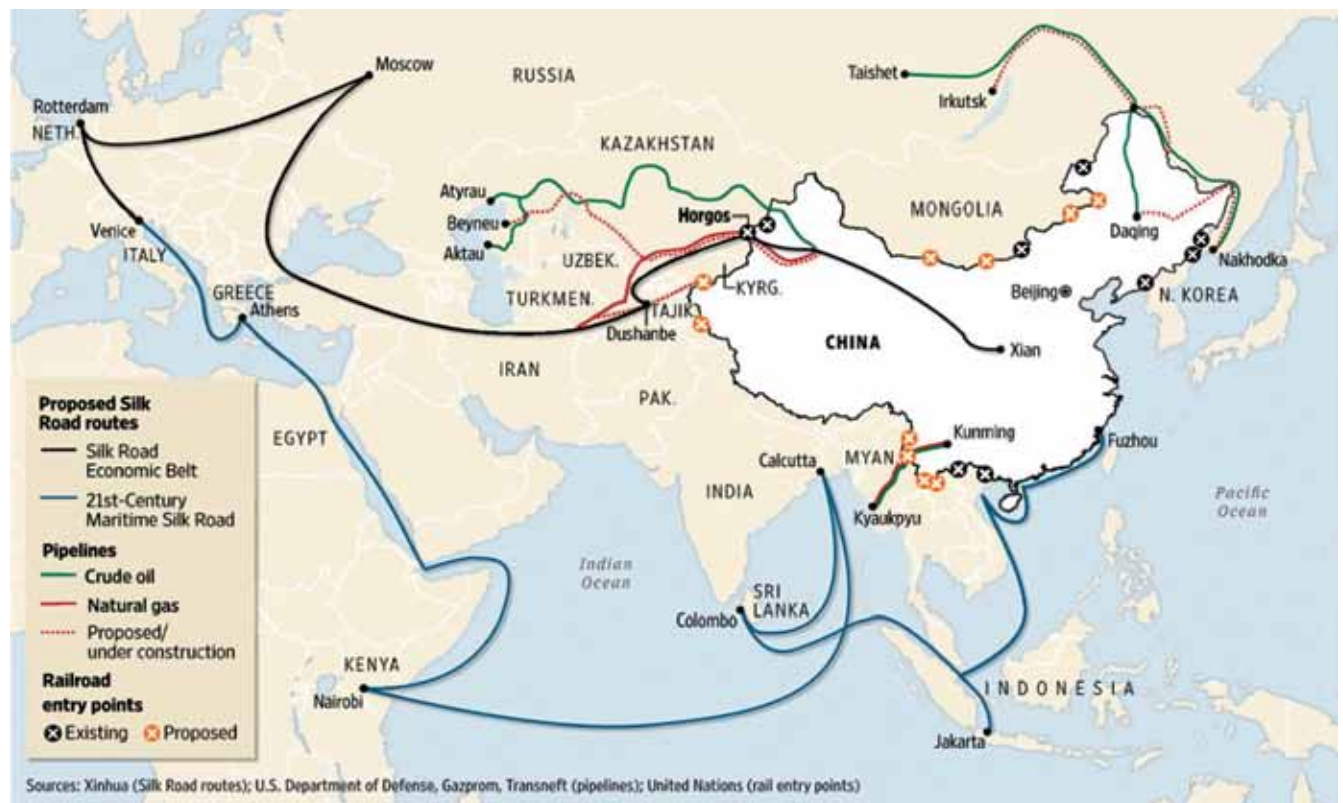 Moscow
RUSSIA
Taishet
Irkutsk
Rotterdam
NETH.
KAZAKHSTAN
Atyrau
Beyneu
Aktau
Horgos
MONGOLIA
Daqing
Nakhodka
Venice
ITALY
UZBEK.
TURKMEN.
KYRG.
TAJIK.
Dushanbe
Beijing
N. KOREA
GREECE
Athens
CHINA
Xian
IRAN
PAK.
EGYPT
Calcutta
MYAN
Kunming
Fuzhou
INDIA
Kyaukpyu
Pacific
Ocean
Indian
Ocean
SRI
LANKA
Colombo
KENYA
Nairobi
INDONESIA
Jakarta
Proposed Silk
Road routes
Silk Road
Economic Belt
21st-Century
Maritime Silk Road
Pipelines
Crude oil
Natural gas
Proposed/
under construction
Railroad
entry points
Existing Proposed
Sources: Xinhua (Silk Road routes); U.S. Department of Defense, Gazprom, Transneft (pipelines); United Nations (rail entry points)